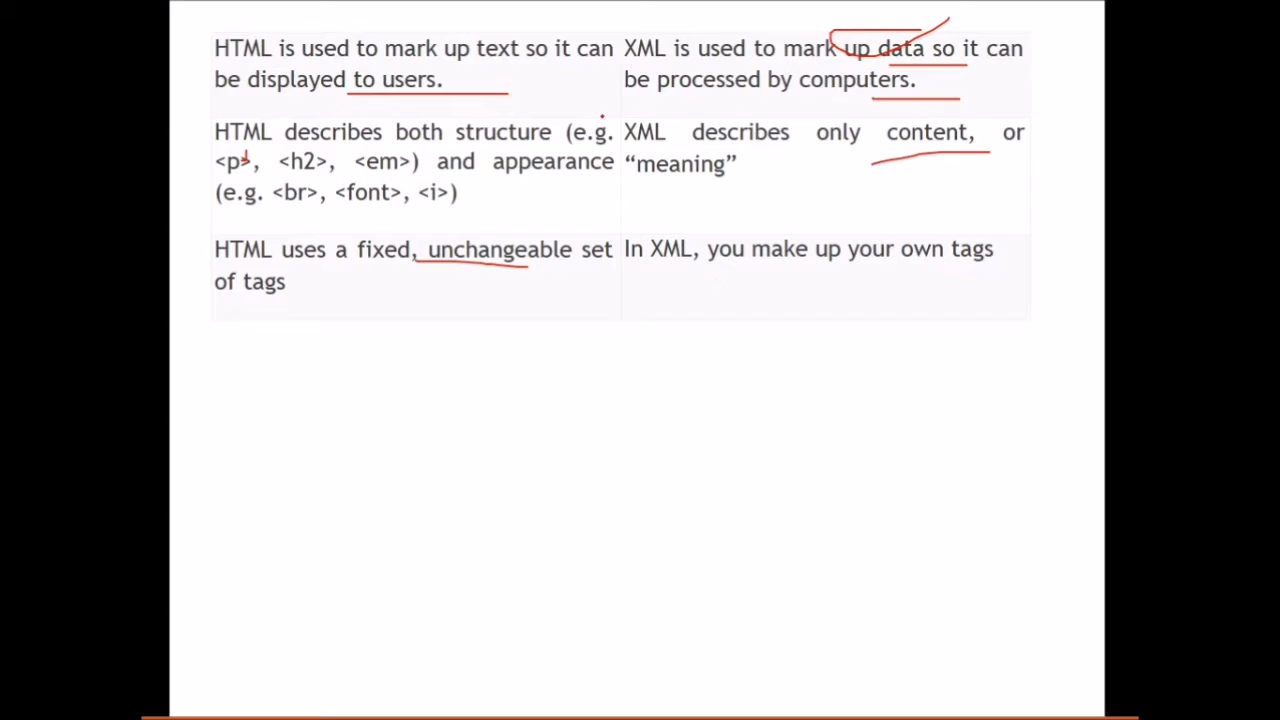 HTML is used to mark up text so it can
be displayed to users.
XML is used to mark up data so it can
be processed by computers.
HTML describes both structure (e.g.
<p>, <h2>, <em>) and appearance
(e.g. <br>, <font>, <i>)
XML describes only content, or
“meaning”
HTML uses a fixed, unchangeable set
of tags
In XML, you make up your own tags